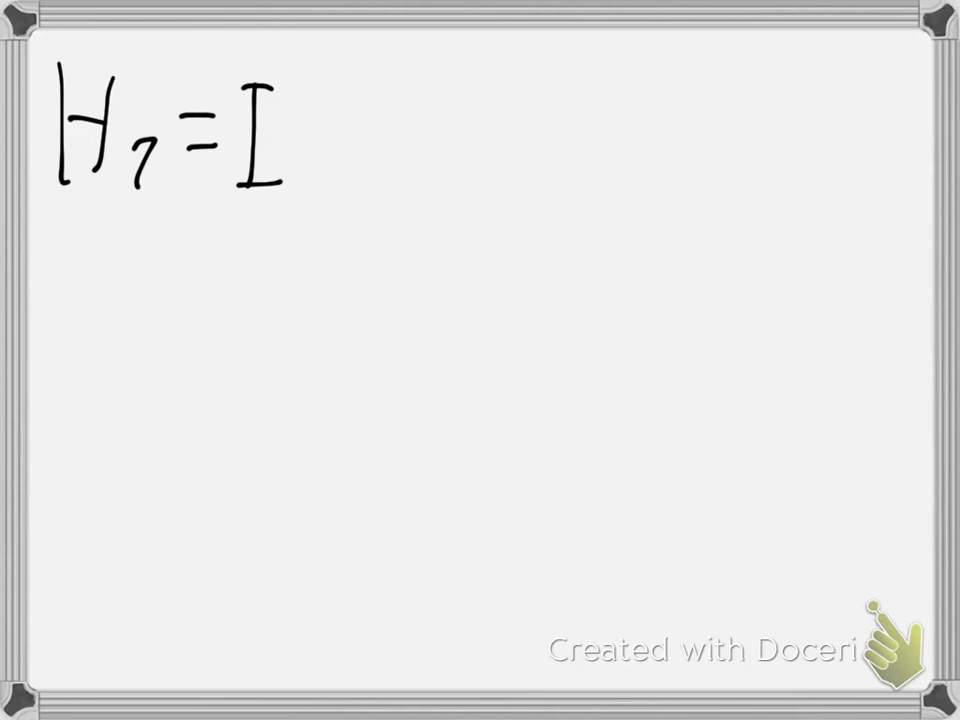 H₇ = I
Created with Doceri